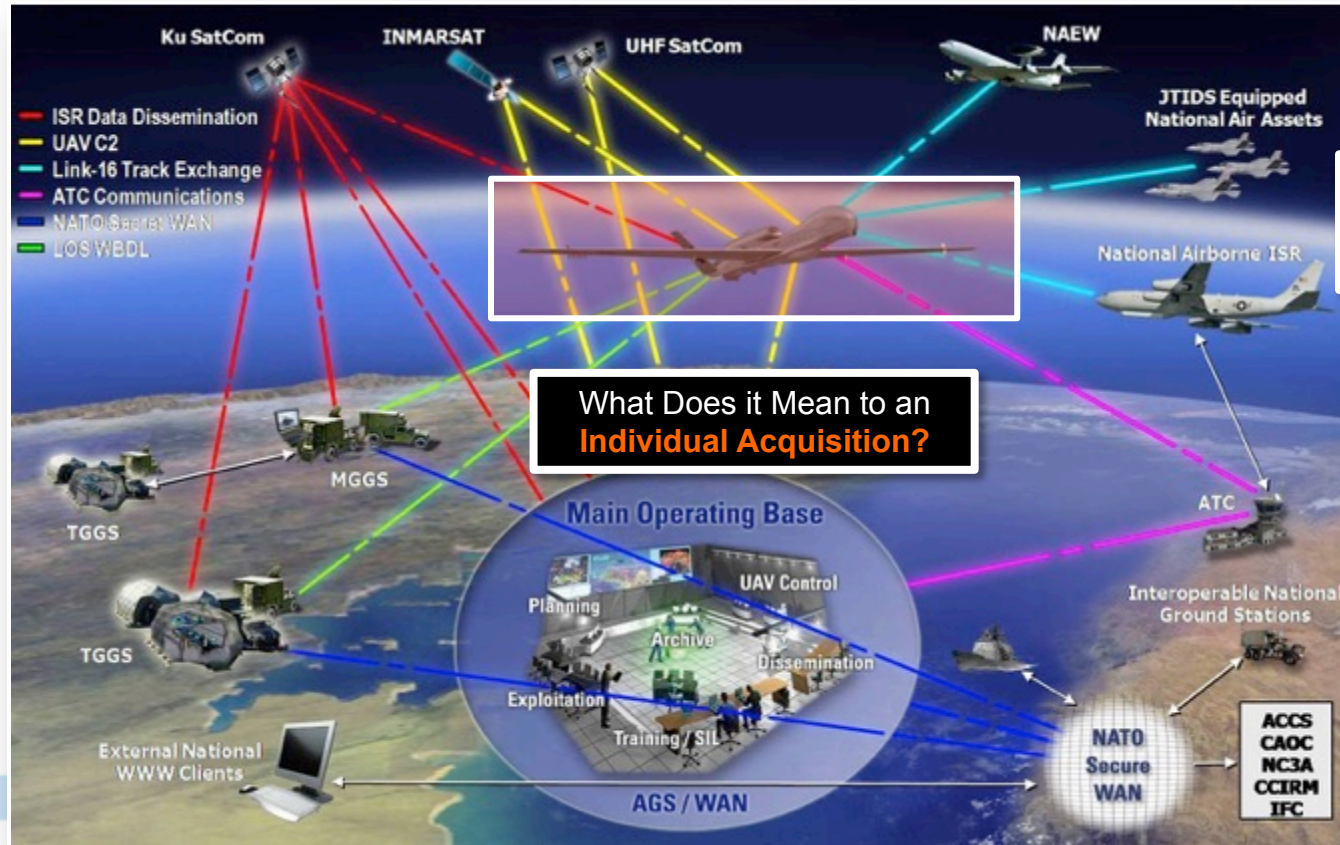 Ku SatCom
INMARSAT
UHF SatCom
NAEW
JTIDS Equipped
National Air Assets
ISR Data Dissemination
UAV C2
Link-16 Track Exchange
ATC Communications
NATO Secret WAN
LOS WBDL
National Airborne ISR
What Does it Mean to an
Individual Acquisition?
MGGS
TGGS
ATC
Main Operating Base
UAV Control
Planning
Archive
Dissemination
Exploitation
Training / SIL
AGS / WAN
Interoperable National
Ground Stations
TGGS
External National
WWW Clients
NATO
Secure
WAN
ACCS
CAOC
NC3A
CCIRM
IFC